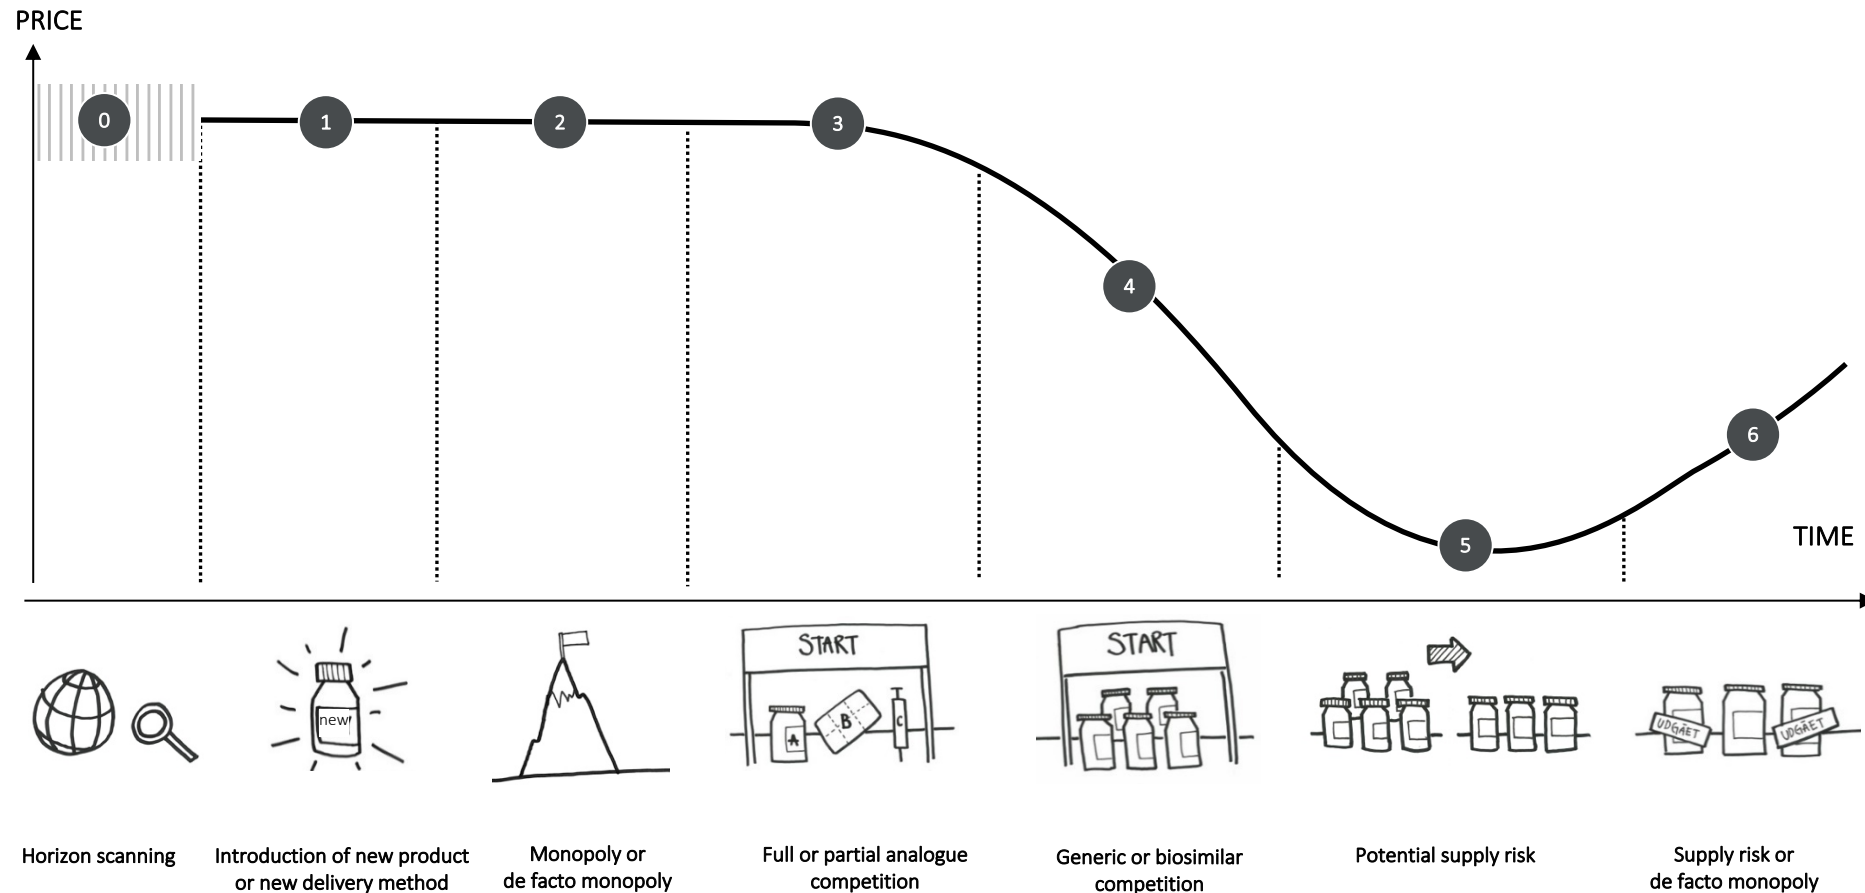 PRICE
0
1
2
3
4
5
6
TIME
new!
START
A
B
C
START
UDGÅET
UDGÅET
Horizon scanning
Introduction of new product
or new delivery method
Monopoly or
de facto monopoly
Full or partial analogue
competition
Generic or biosimilar
competition
Potential supply risk
Supply risk or
de facto monopoly